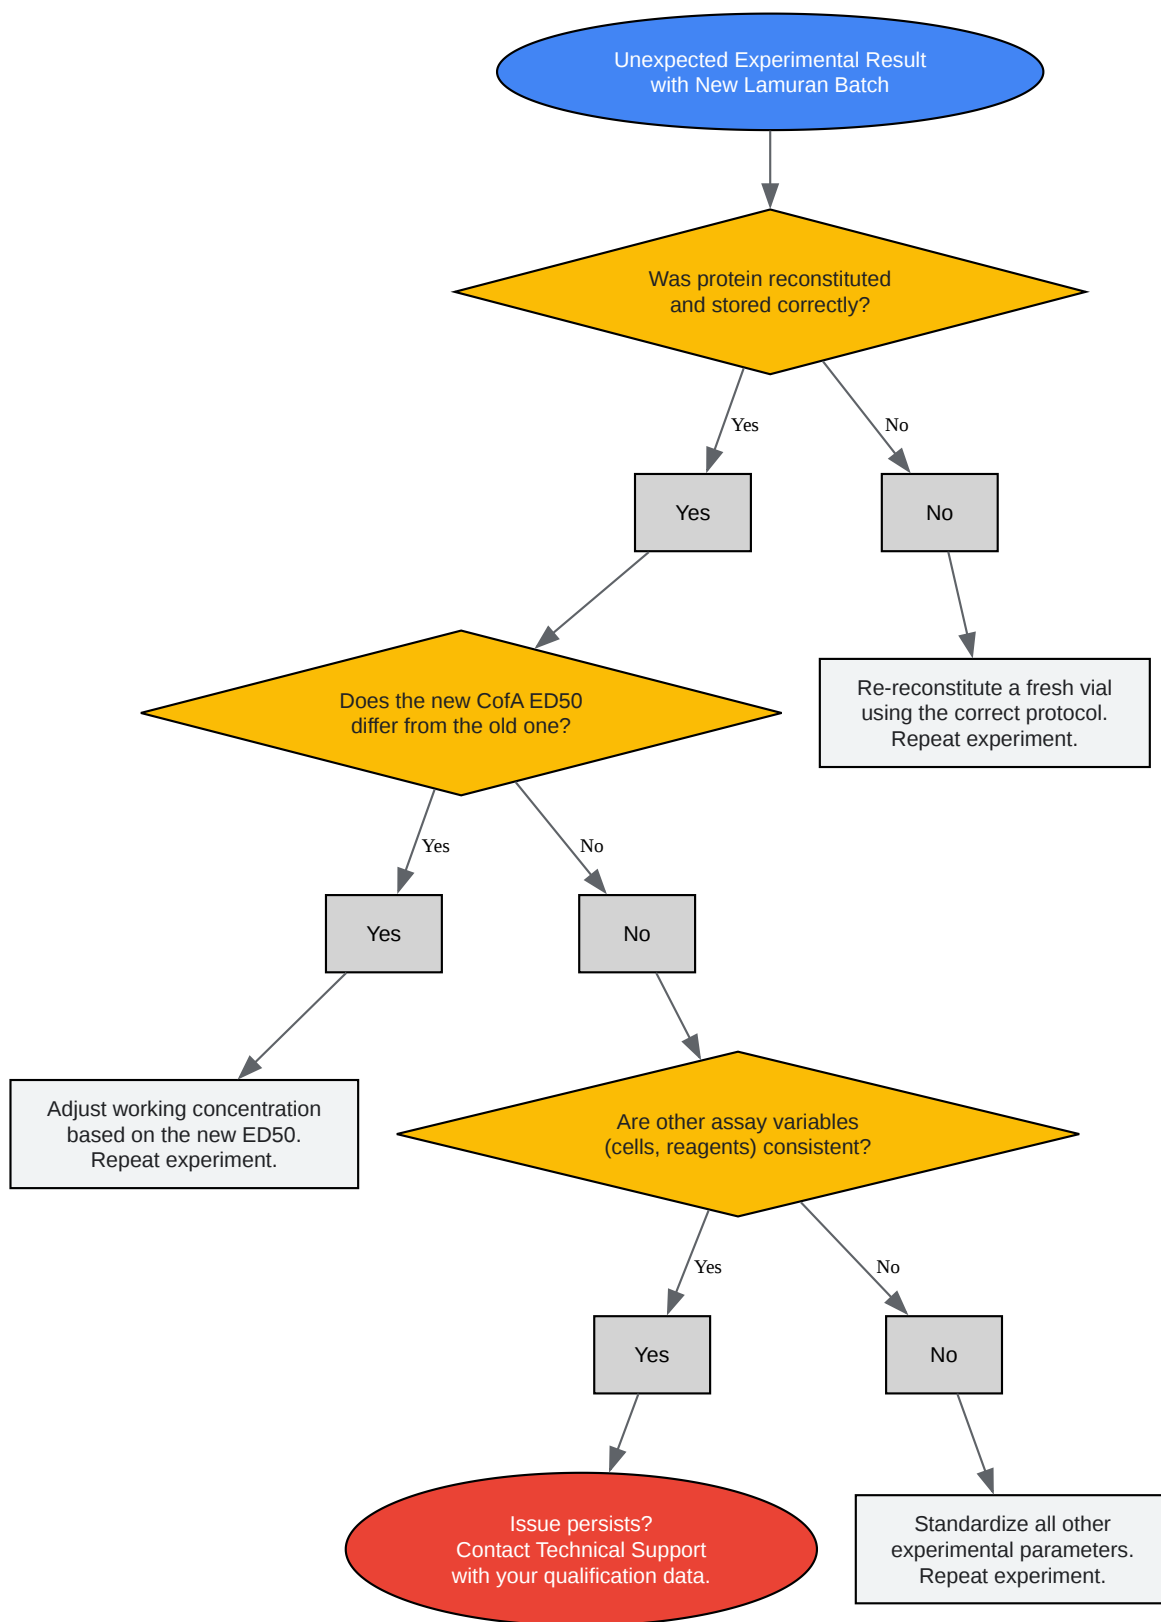 Unexpected Experimental Result
with New Lamuran Batch
Was protein reconstituted
and stored correctly?
Yes
No
Yes
No
Re-reconstitute a fresh vial
using the correct protocol.
Repeat experiment.
Does the new CofA ED50
differ from the old one?
Yes
No
Yes
No
Adjust working concentration
based on the new ED50.
Repeat experiment.
Are other assay variables
(cells, reagents) consistent?
Yes
No
Yes
No
Issue persists?
Contact Technical Support
with your qualification data.
Standardize all other
experimental parameters.
Repeat experiment.